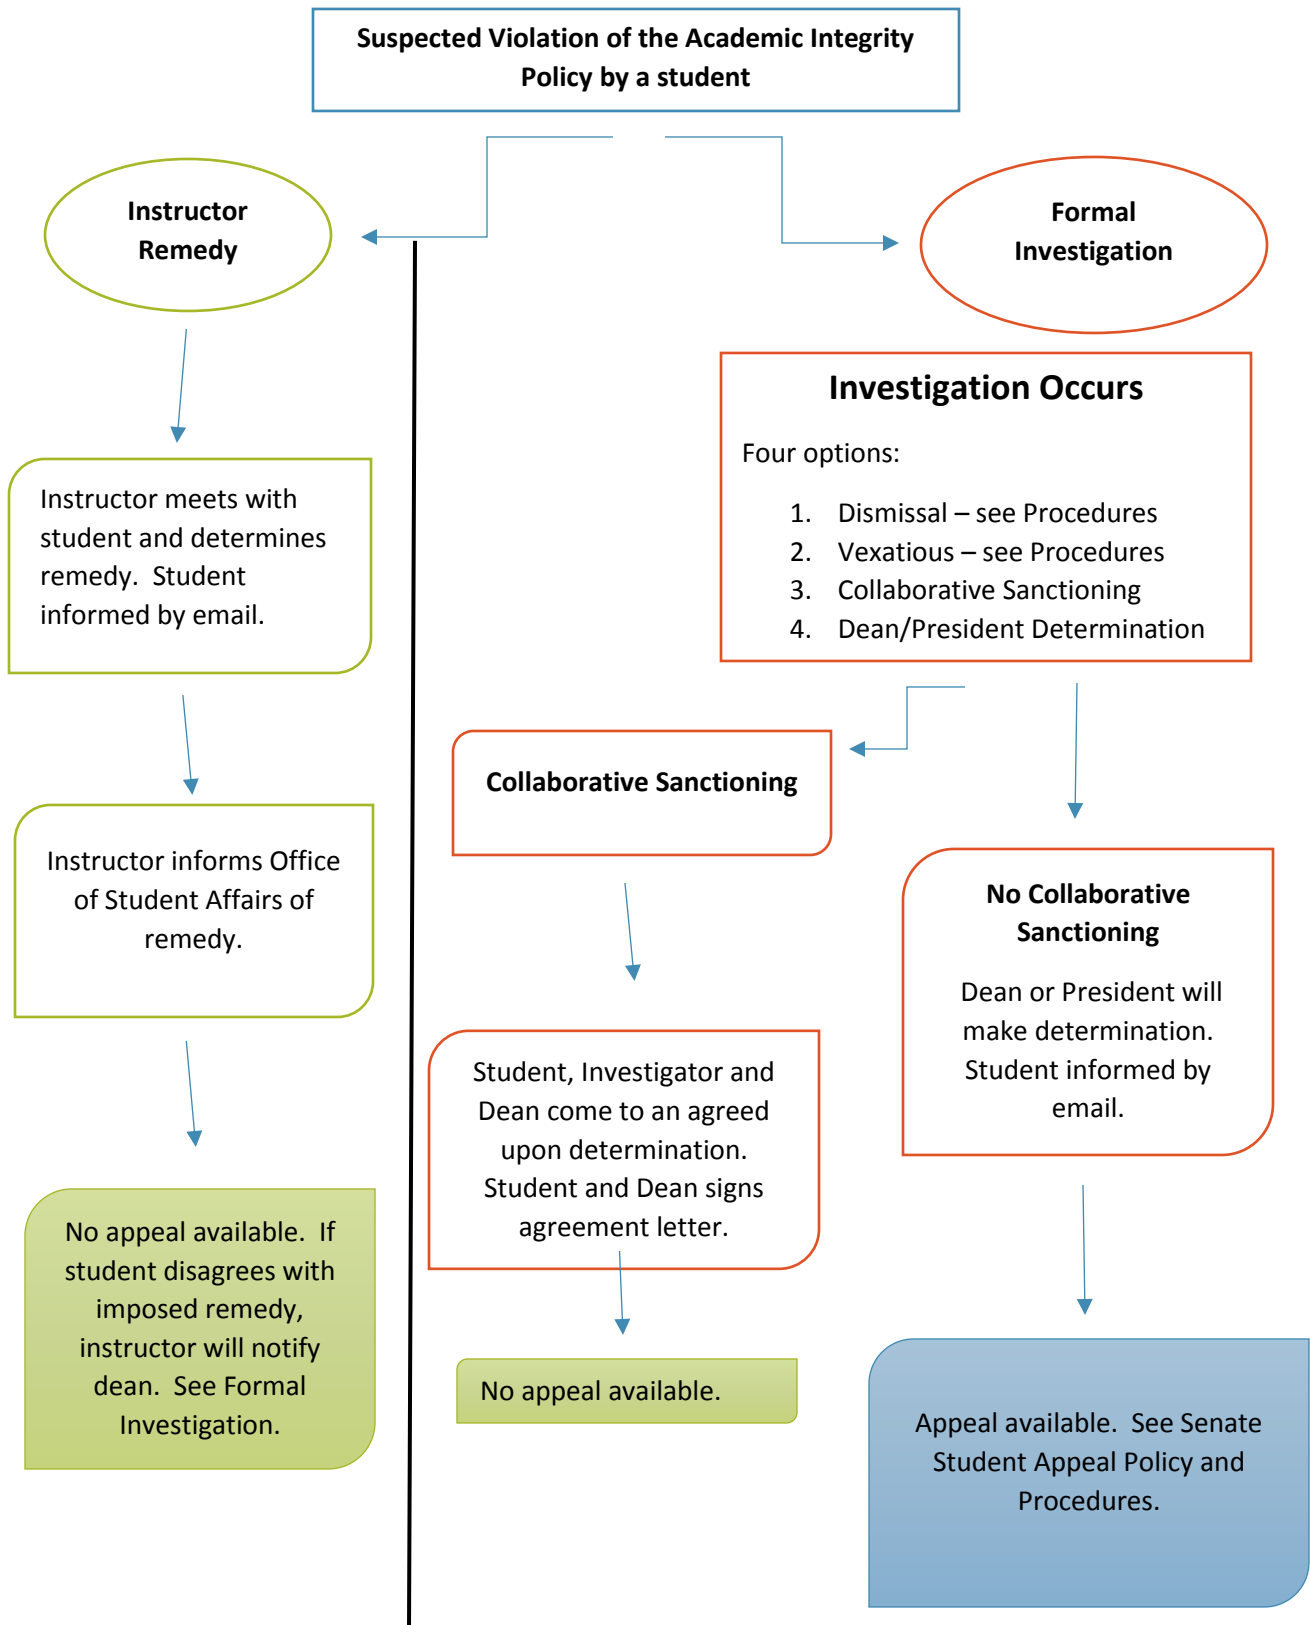 Suspected Violation of the Academic Integrity
Policy by a student
Instructor
Remedy
Formal
Investigation
Investigation Occurs
Four options:
1. Dismissal – see Procedures
2. Vexatious – see Procedures
3. Collaborative Sanctioning
4. Dean/President Determination
Instructor meets with
student and determines
remedy.  Student
informed by email.
Collaborative Sanctioning
Instructor informs Office
of Student Affairs of
remedy.
No Collaborative
Sanctioning
Dean or President will
make determination.
Student informed by
email.
Student, Investigator and
Dean come to an agreed
upon determination.
Student and Dean signs
agreement letter.
No appeal available.  If
student disagrees with
imposed remedy,
instructor will notify
dean.  See Formal
Investigation.
No appeal available.
Appeal available.  See Senate
Student Appeal Policy and
Procedures.